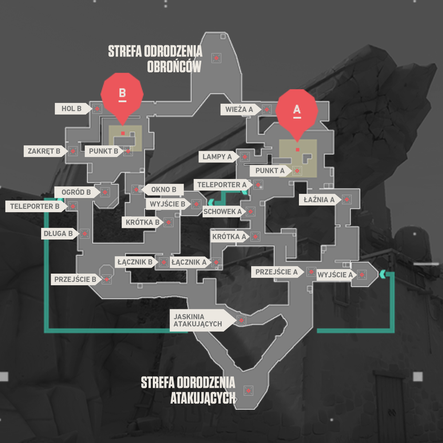 STREFA ODRODZENIA
OBROŃCÓW
B
A
HOL B
WIEŻA A
ZAKRĘT B
PUNKT B
LAMPY A
PUNKT A
TELEPORTER A
OGRÓD B
OKNO B
ŁAŹNIA A
TELEPORTER B
WYJŚCIE B
SCHOWEK A
KRÓTKA B
DŁUGA B
KRÓTKA A
ŁĄCZNIK B
ŁĄCZNIK A
PRZEJŚCIE B
PRZEJŚCIE A
WYJŚCIE A
JASKINIA
ATAKUJĄCYCH
STREFA ODRODZENIA
ATAKUJĄCYCH